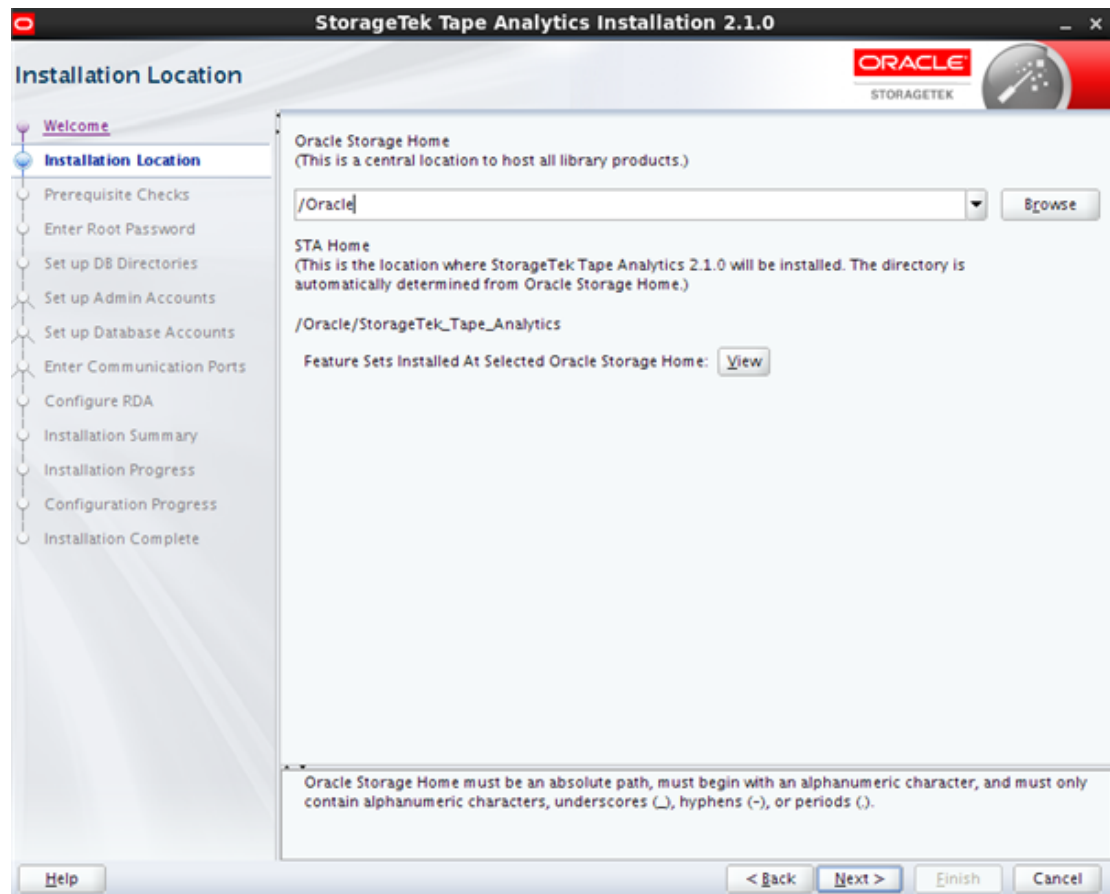 StorageTek Tape Analytics Installation 2.1.0
Installation Location
ORACLE
STORAGETEK
Welcome
Installation Location
Prerequisite Checks
Enter Root Password
Set up DB Directories
Set up Admin Accounts
Set up Database Accounts
Enter Communication Ports
Configure RDA
Installation Summary
Installation Progress
Configuration Progress
Installation Complete
Oracle Storage Home
(This is a central location to host all library products.)
/Oracle
Browse
STA Home
(This is the location where StorageTek Tape Analytics 2.1.0 will be installed. The directory is
automatically determined from Oracle Storage Home.)
/Oracle/StorageTek_Tape_Analytics
Feature Sets Installed At Selected Oracle Storage Home: View
Oracle Storage Home must be an absolute path, must begin with an alphanumeric character, and must only
contain alphanumeric characters, underscores (_), hyphens (-), or periods (.).
Help
< Back
Next >
Finish
Cancel